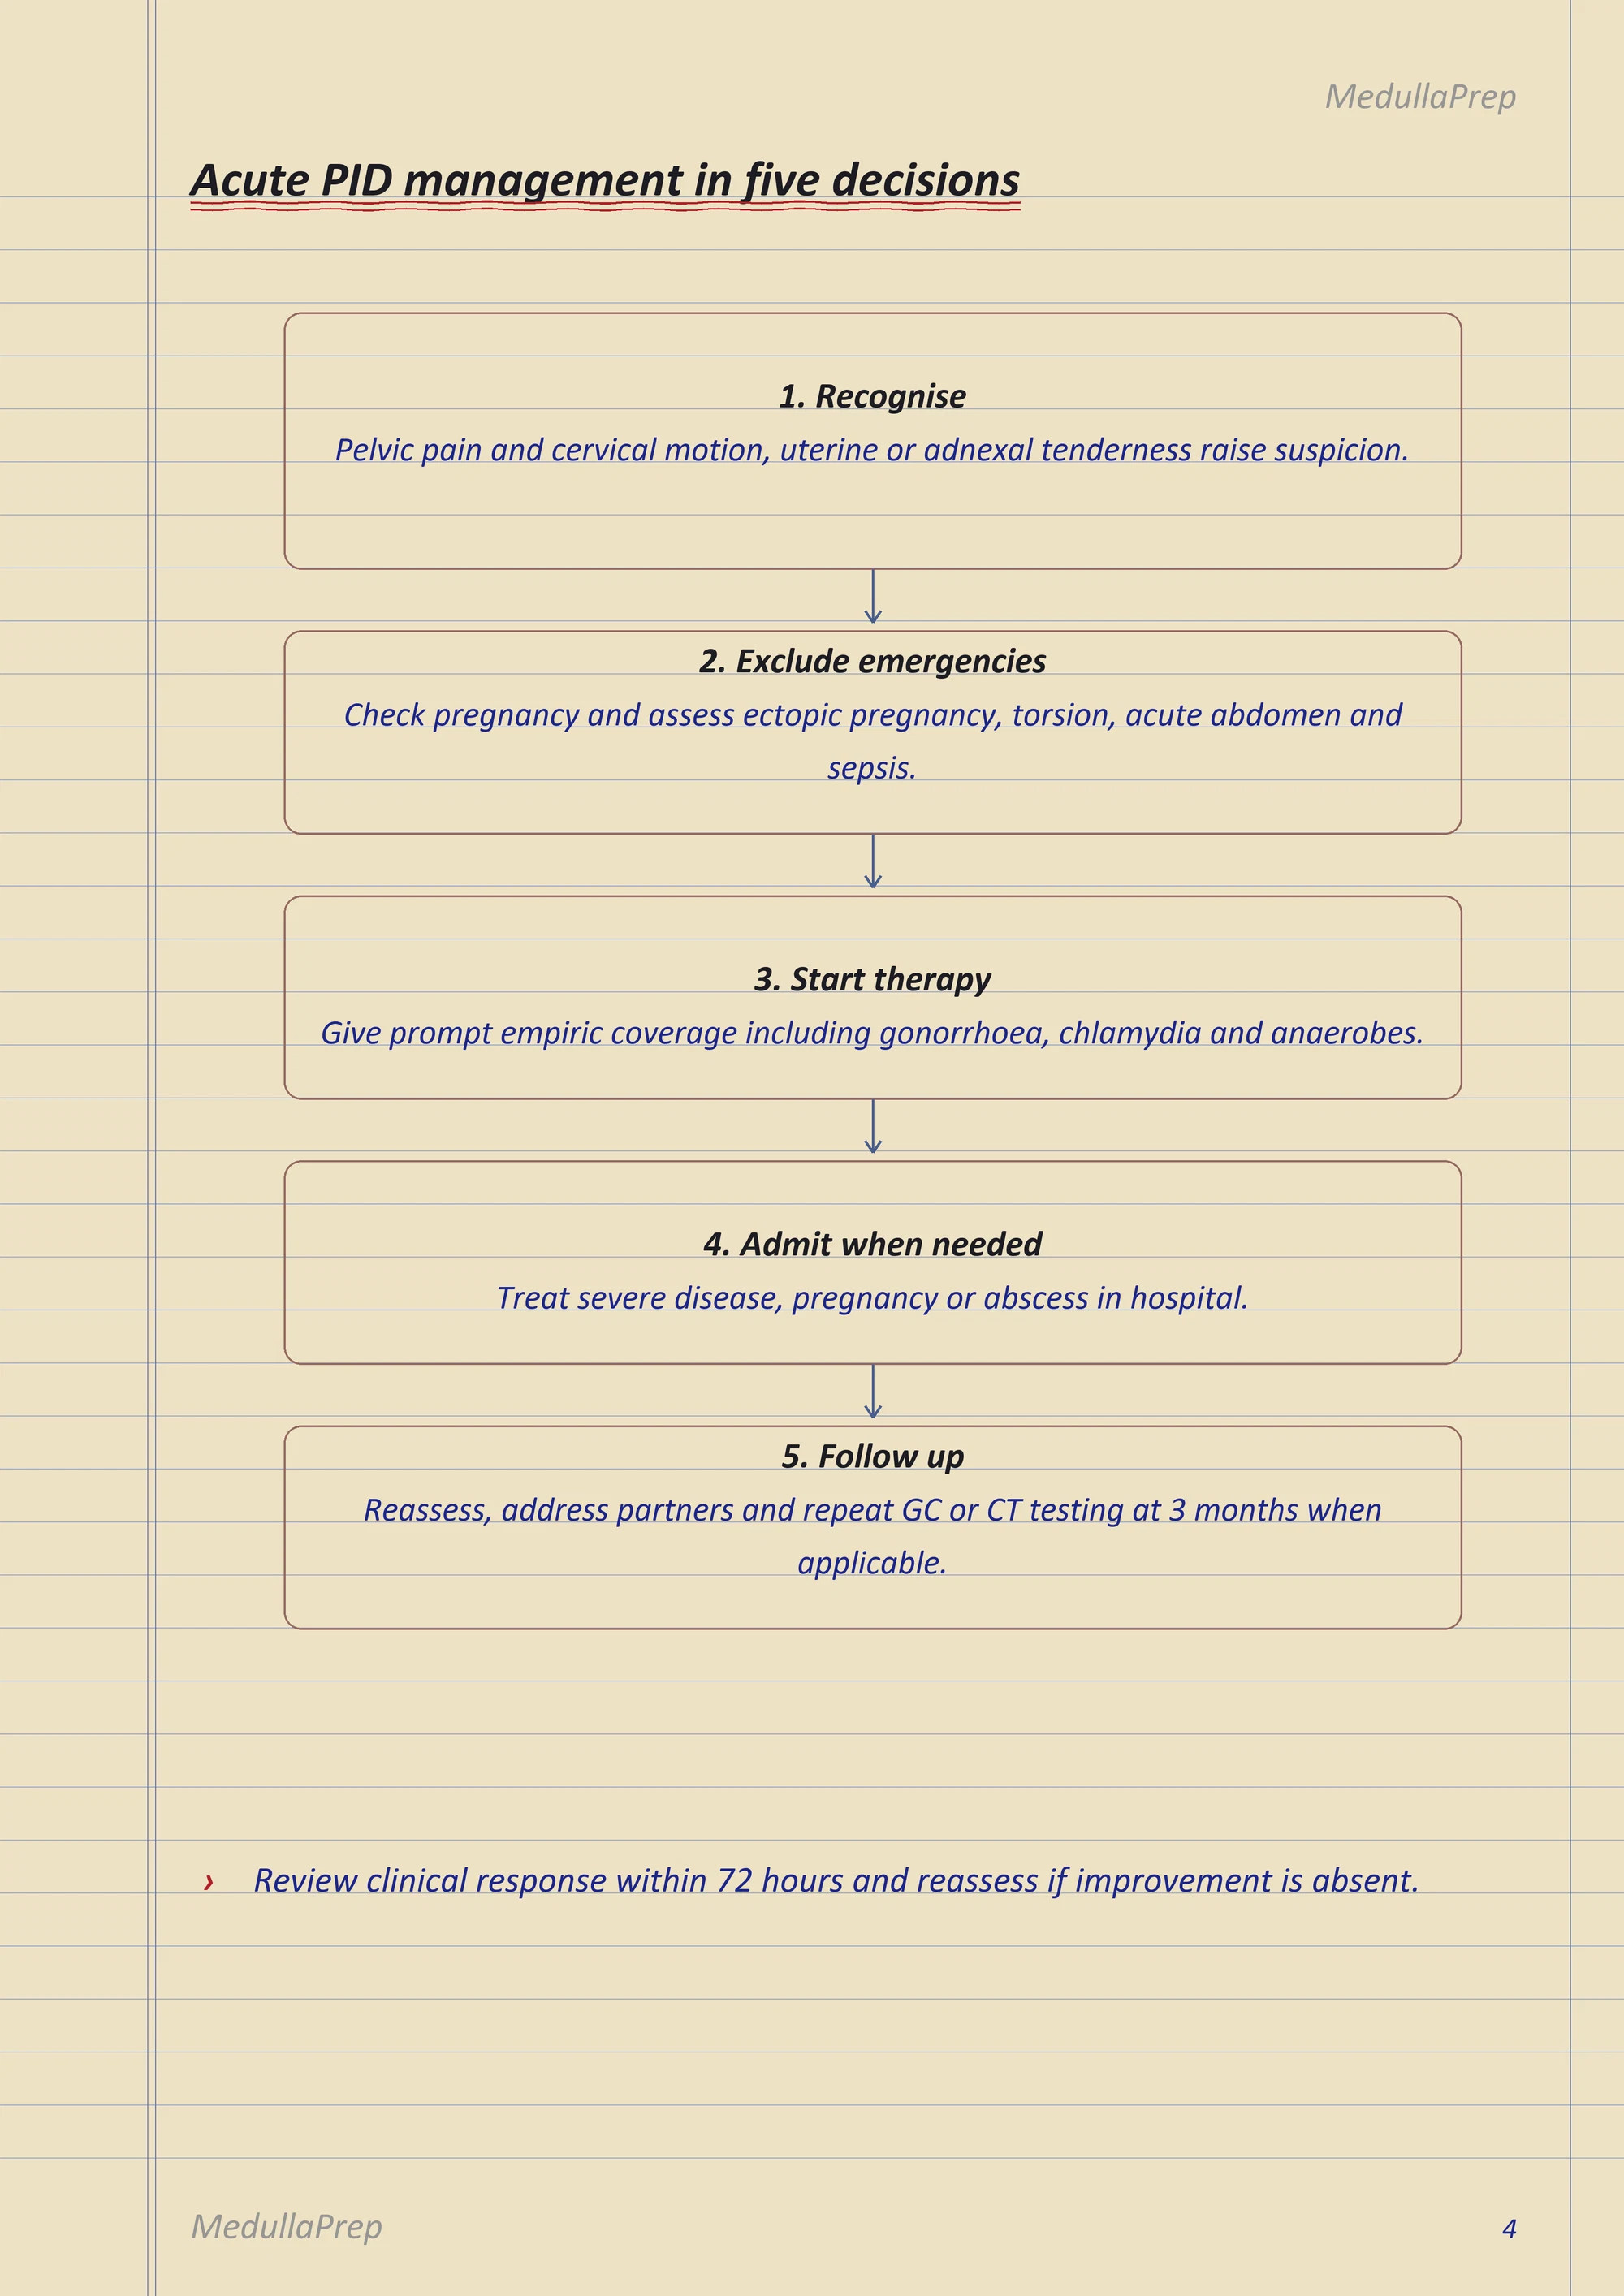 MedullaPrep
Acute PID management in five decisions
1. Recognise
Pelvic pain and cervical motion, uterine or adnexal tenderness raise suspicion.
2. Exclude emergencies
Check pregnancy and assess ectopic pregnancy, torsion, acute abdomen and
sepsis.
3. Start therapy
Give prompt empiric coverage including gonorrhoea, chlamydia and anaerobes.
4. Admit when needed
Treat severe disease, pregnancy or abscess in hospital.
5. Follow up
Reassess, address partners and repeat GC or CT testing at 3 months when
applicable.
› Review clinical response within 72 hours and reassess if improvement is absent.
MedullaPrep
4